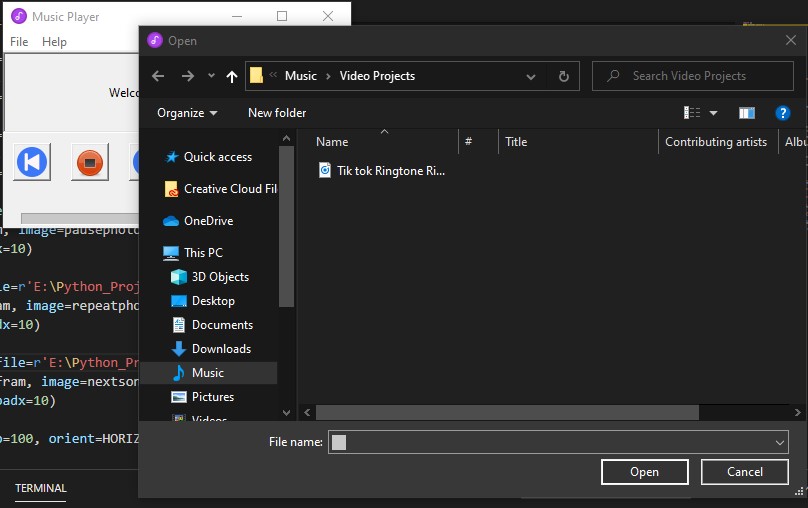 Music Player
File Help
Welco
Open
Music > Video Projects
Search Video Projects
Organize
New folder
Name
#
Title
Contributing artists
Albu
Quick access
Creative Cloud Fil
OneDrive
This PC
3D Objects
Desktop
Documents
Downloads
Music
Pictures
Videos
Tik tok Ringtone Ri...
File name:
Open
Cancel
, image=pausephoto
x=10)
le=r'E:\Python_Proj
am, image=repeatpho
dx=10)
file=r'E:\Python_Pr
fram, image=nextson
padx=10)
=100, orient=HORIZ
TERMINAL